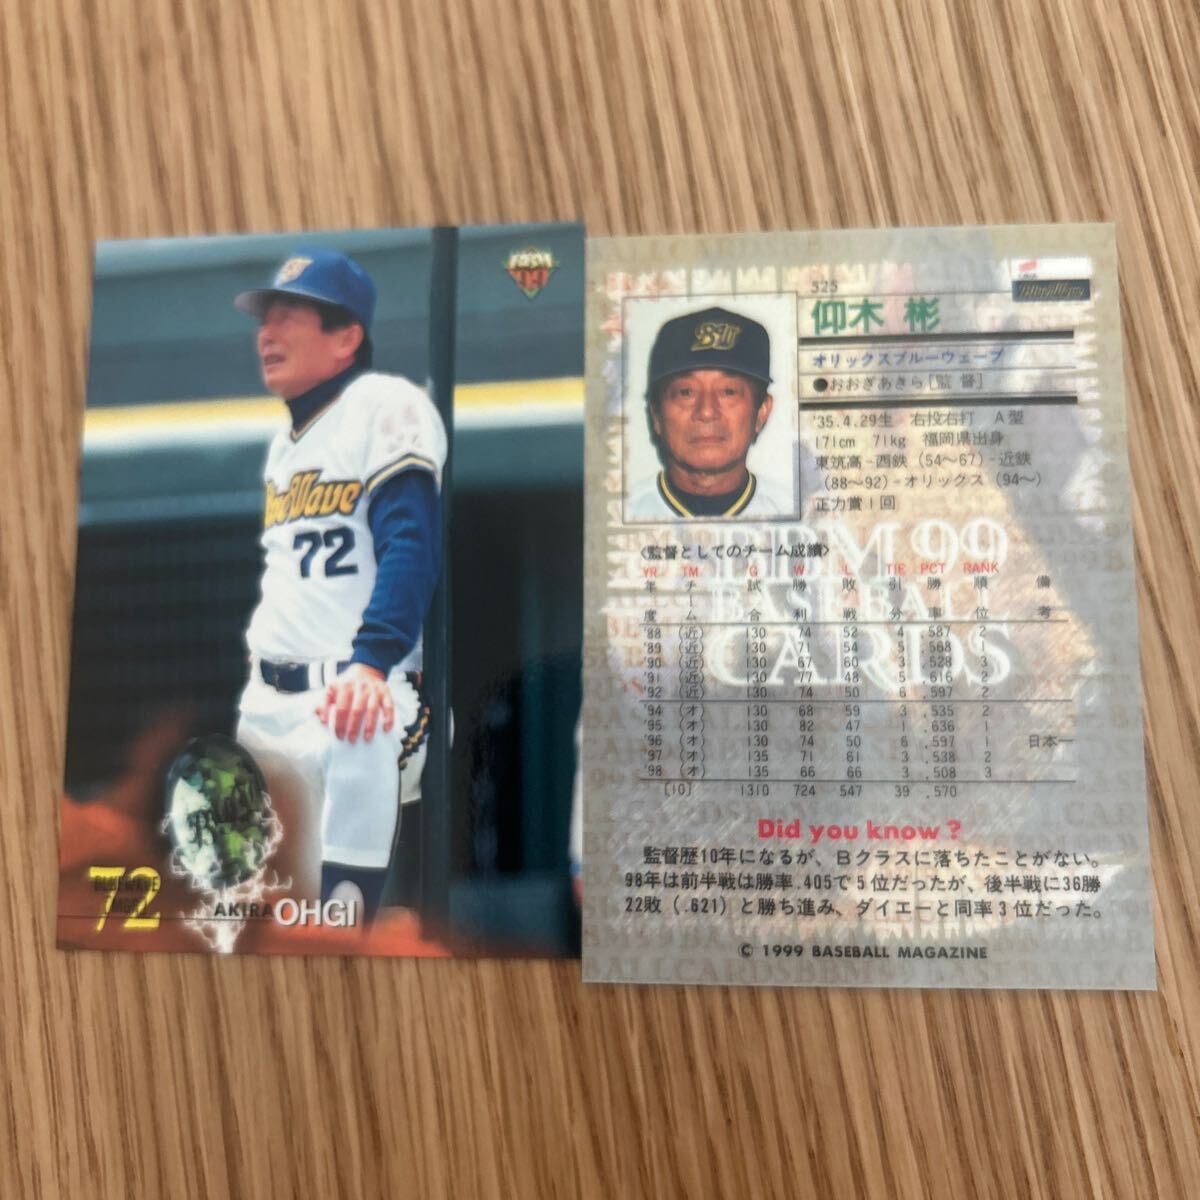 BBM
BlueWave
72
72
AKIRA OHGI
325
仰木 彬
BlueWave
BW
オリックスブルーウェーブ
●おおぎあきら[監 督]
'35.4.29生 右投右打 A型
171cm 71kg 福岡県出身
東筑高-西鉄(54〜67)-近鉄
(88〜92)-オリックス(94〜)
正力賞1回
BBM 99
BASEBALL
CARDS
<監督としてのチーム成績>
YR TM G W L TIE PCT RANK
年度 チーム 試合 勝利 敗戦 引分 勝率 順位 備考
'88 (近) 130 74 52 4 .587 2
'89 (近) 130 71 54 5 .568 1
'90 (近) 130 67 60 3 .528 3
'91 (近) 130 77 48 5 .616 2
'92 (近) 130 74 50 6 .597 2
'94 (オ) 130 68 59 3 .535 2
'95 (オ) 130 82 47 1 .636 1
'96 (オ) 130 74 50 6 .597 1 日本一
'97 (オ) 135 71 61 3 .538 2
'98 (オ) 135 66 66 3 .508 3
[10] 1310 724 547 39 .570
Did you know?
監督歴10年になるが、Bクラスに落ちたことがない。
98年は前半戦は勝率.405で5位だったが、後半戦に36勝
22敗(.621)と勝ち進み、ダイエーと同率3位だった。
© 1999 BASEBALL MAGAZINE